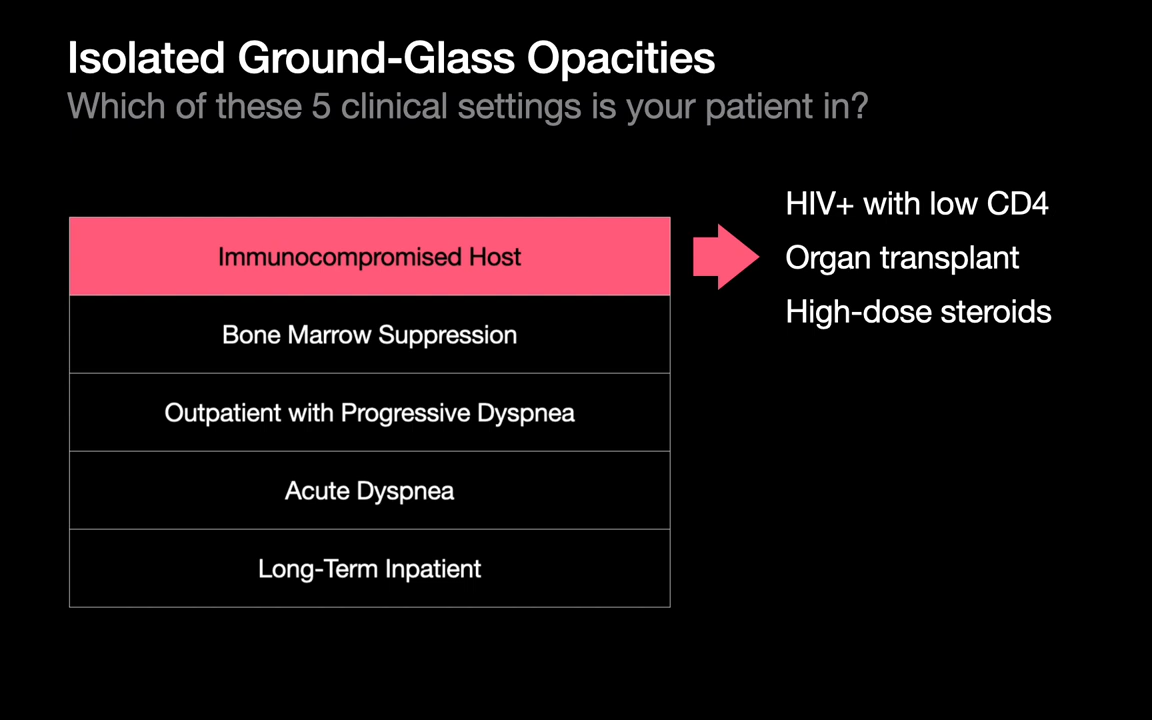 Isolated Ground-Glass Opacities
Which of these 5 clinical settings is your patient in?
Immunocompromised Host
HIV+ with low CD4
Organ transplant
High-dose steroids
Bone Marrow Suppression
Outpatient with Progressive Dyspnea
Acute Dyspnea
Long-Term Inpatient